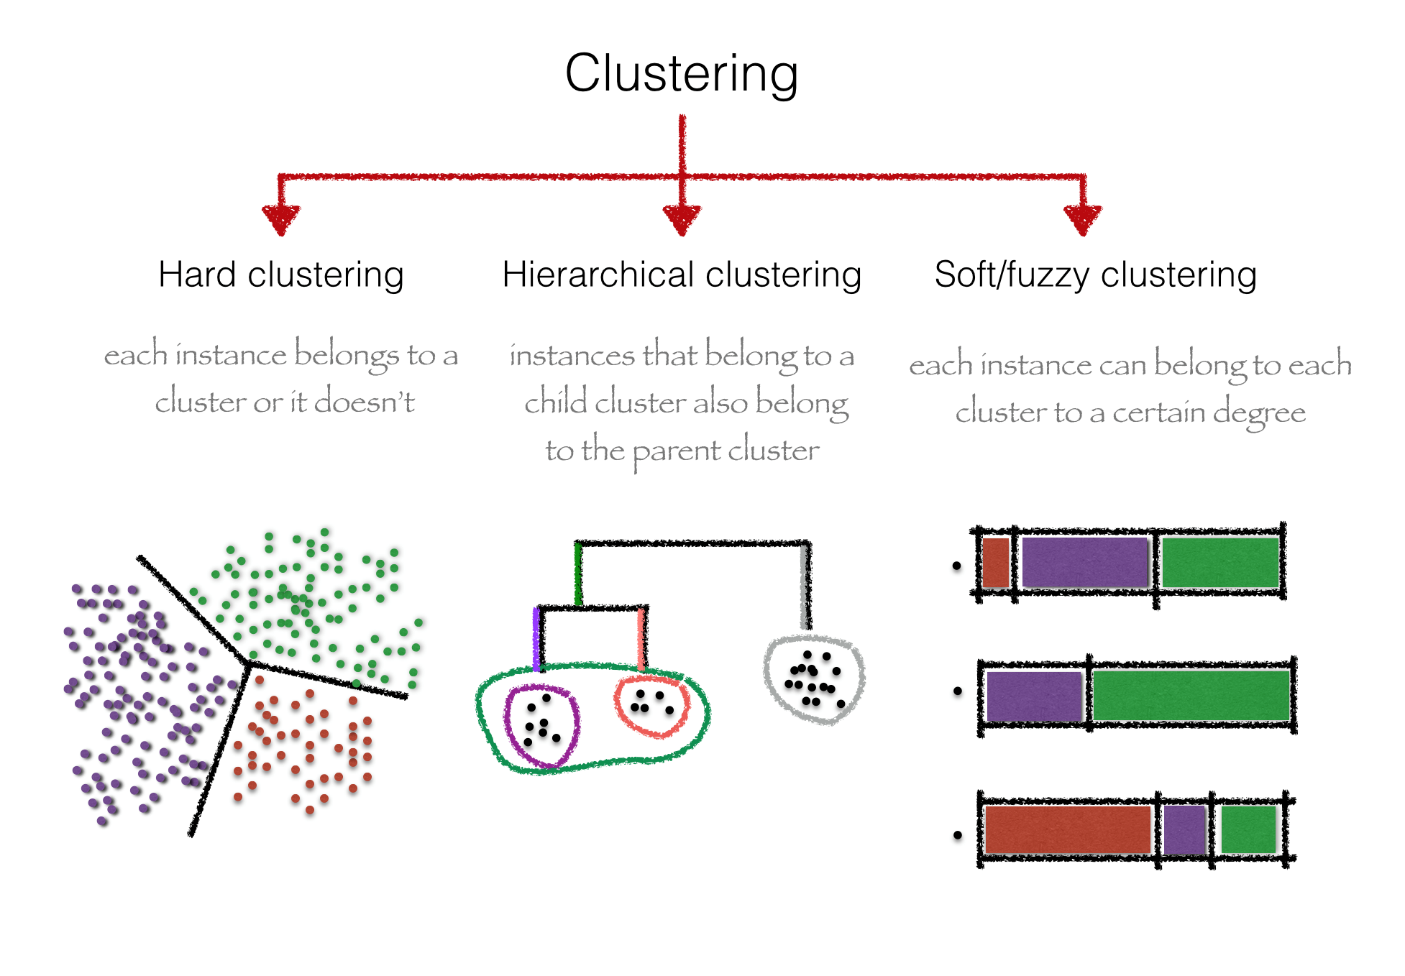 Clustering
Hard clustering
Hierarchical clustering
Soft/fuzzy clustering
each instance belongs to a
cluster or it doesn't
instances that belong to a
child cluster also belong
to the parent cluster
each instance can belong to each
cluster to a certain degree